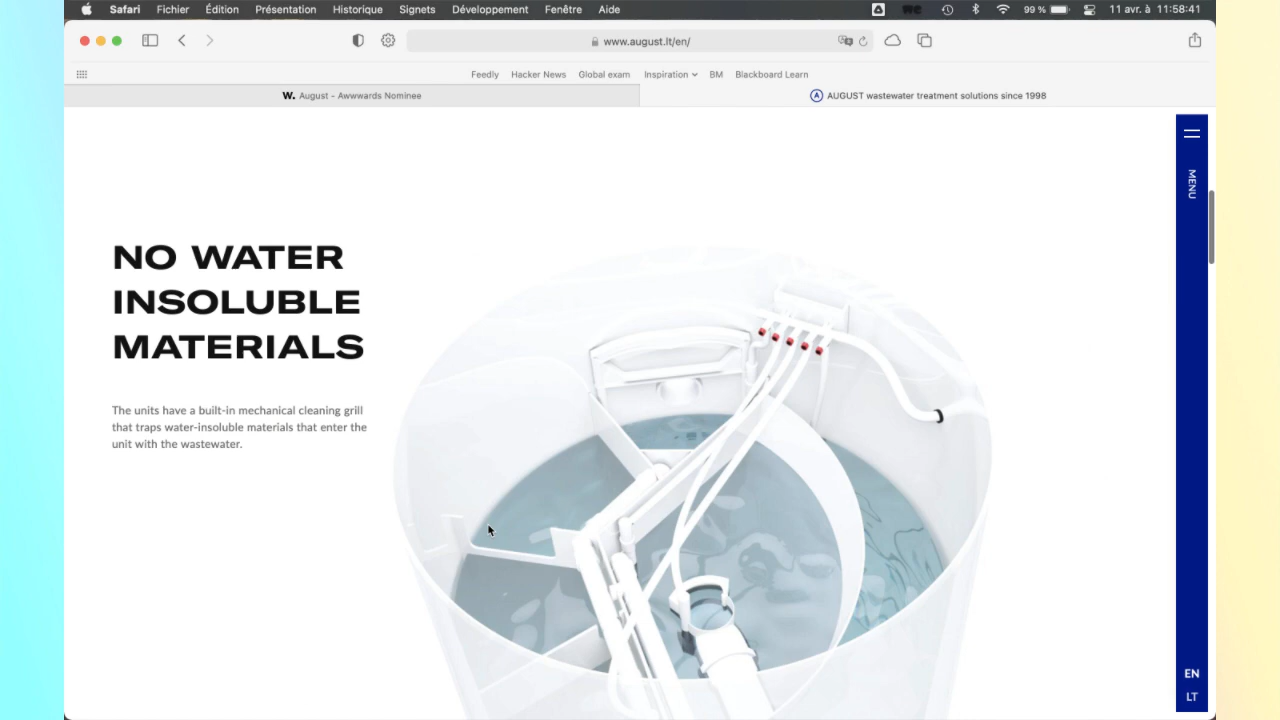 Safari Fichier Édition Présentation Historique Signets Développement Fenêtre Aide 99 % 11 avr. à 11:58:41
www.august.lt/en/
Feedly Hacker News Global exam Inspiration BM Blackboard Learn
W. August - Awwwards Nominee
A AUGUST wastewater treatment solutions since 1998
MENU
NO WATER
INSOLUBLE
MATERIALS
The units have a built-in mechanical cleaning grill
that traps water-insoluble materials that enter the
unit with the wastewater.
EN
LT